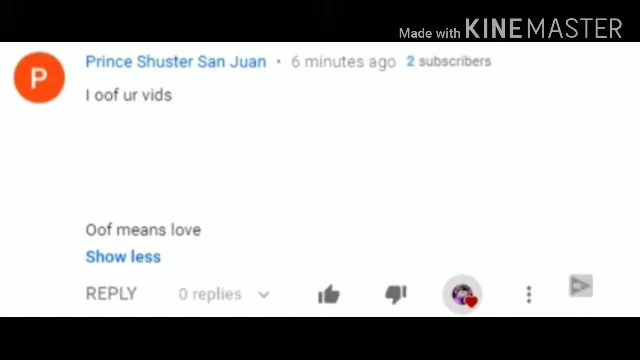 Made with KINEMASTER
P
Prince Shuster San Juan • 6 minutes ago 2 subscribers
I oof ur vids
Oof means love
Show less
REPLY 0 replies